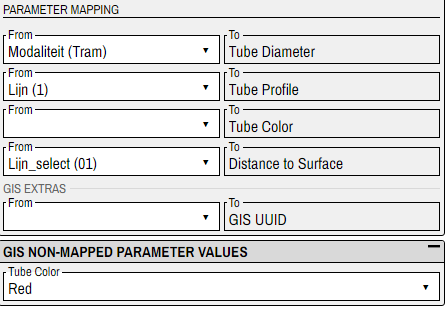 PARAMETER MAPPING
From To
Modaliteit (Tram) Tube Diameter
From To
Lijn (1) Tube Profile
From To
Tube Color
From To
Lijn_select (01) Distance to Surface
GIS EXTRAS
From To
GIS UUID
GIS NON-MAPPED PARAMETER VALUES
Tube Color
Red